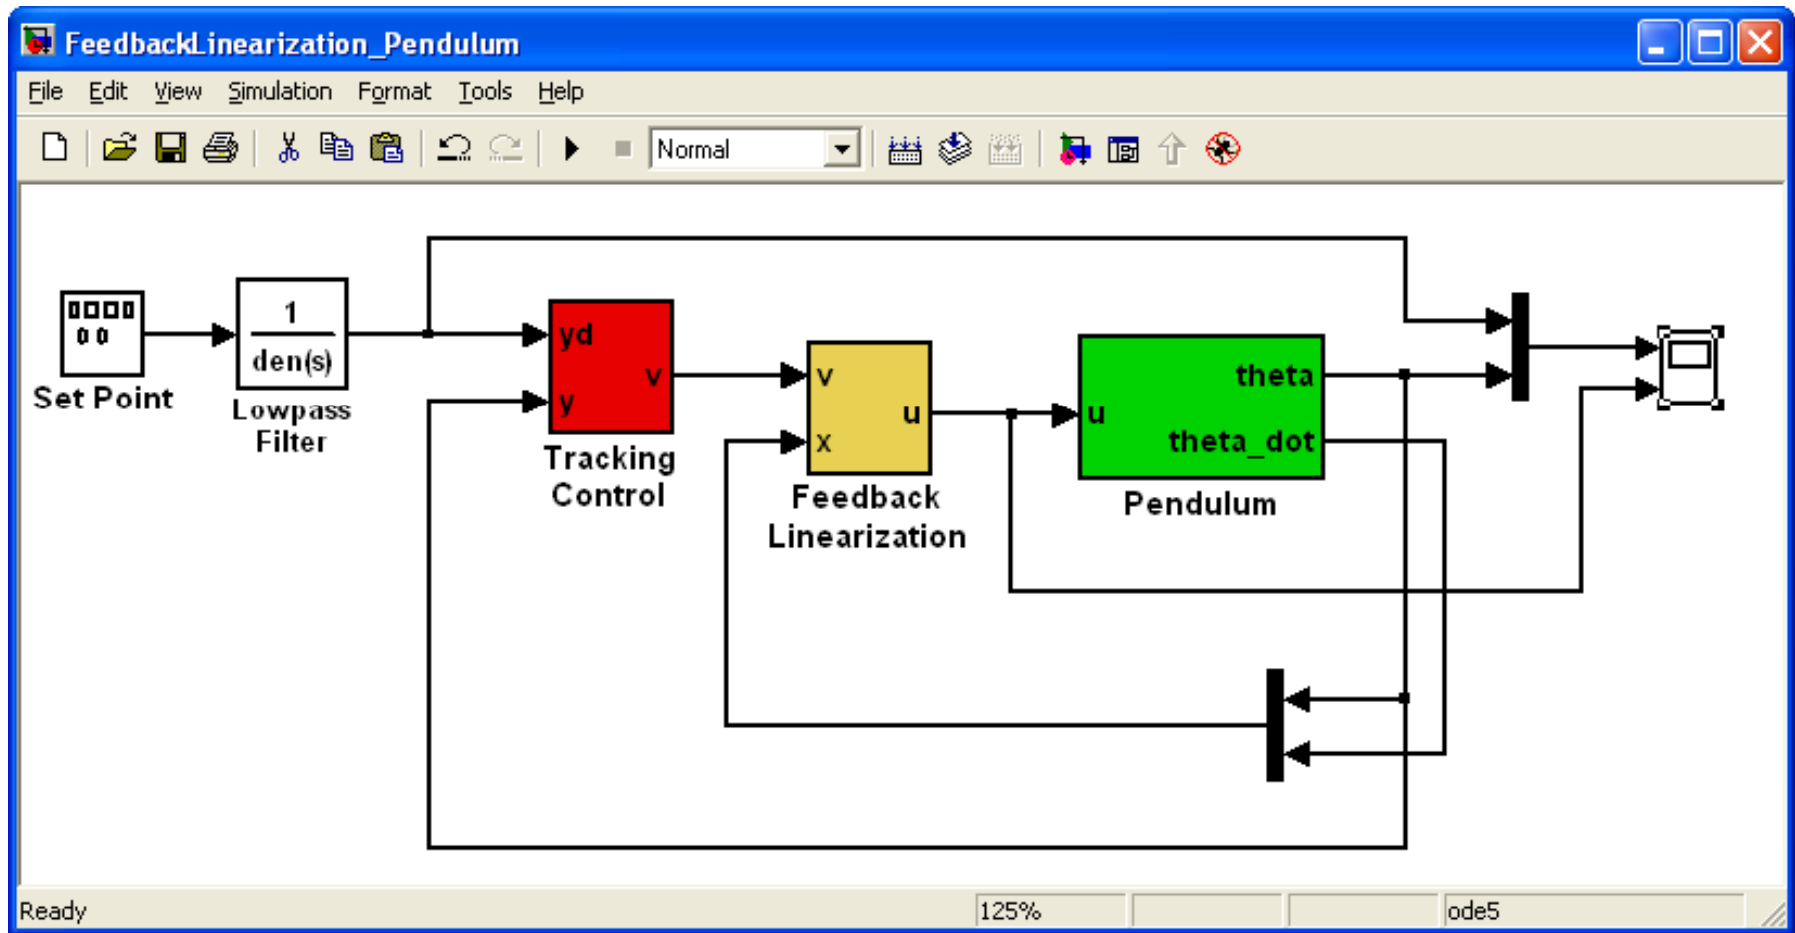 FeedbackLinearization_Pendulum
File Edit View Simulation Format Tools Help
Normal
Set Point
1
den(s)
Lowpass
Filter
yd
v
y
Tracking
Control
v
u
x
Feedback
Linearization
theta
u
theta_dot
Pendulum
Ready
125%
ode5